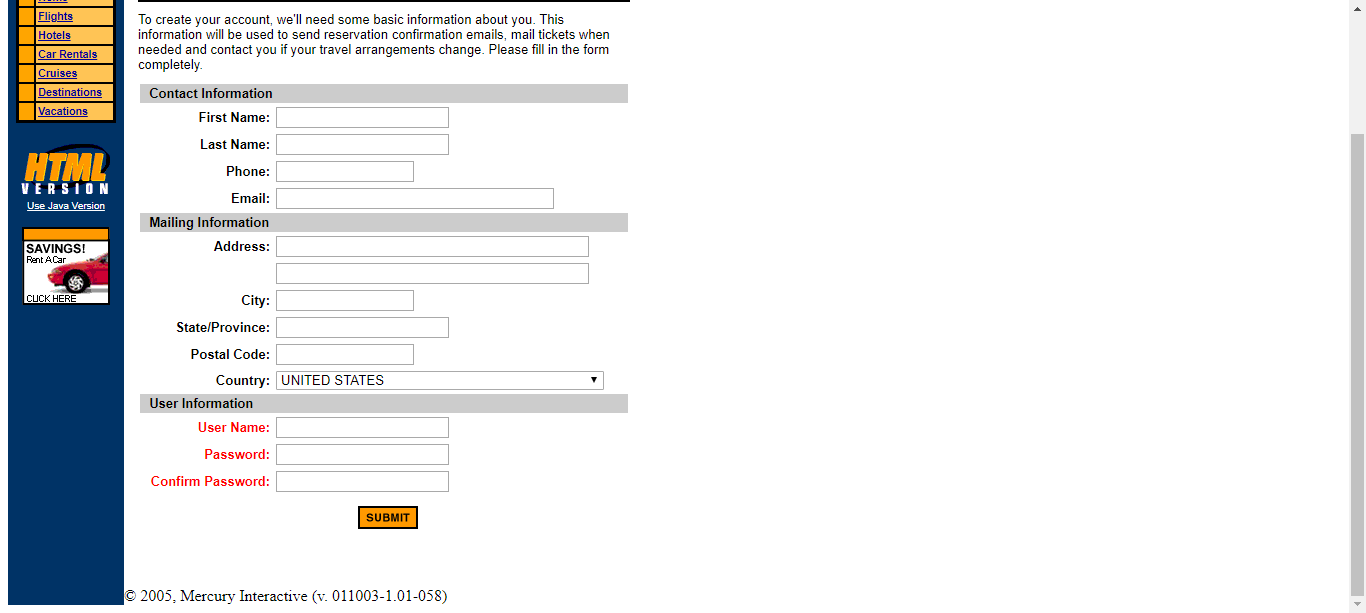 Flights
Hotels
Car Rentals
Cruises
Destinations
Vacations
HTML
VERSION
Use Java Version
SAVINGS!
Rent A Car
CLICK HERE
To create your account, we'll need some basic information about you. This
information will be used to send reservation confirmation emails, mail tickets when
needed and contact you if your travel arrangements change. Please fill in the form
completely.
Contact Information
First Name:
Last Name:
Phone:
Email:
Mailing Information
Address:
City:
State/Province:
Postal Code:
Country: UNITED STATES
User Information
User Name:
Password:
Confirm Password:
SUBMIT
© 2005, Mercury Interactive (v. 011003-1.01-058)